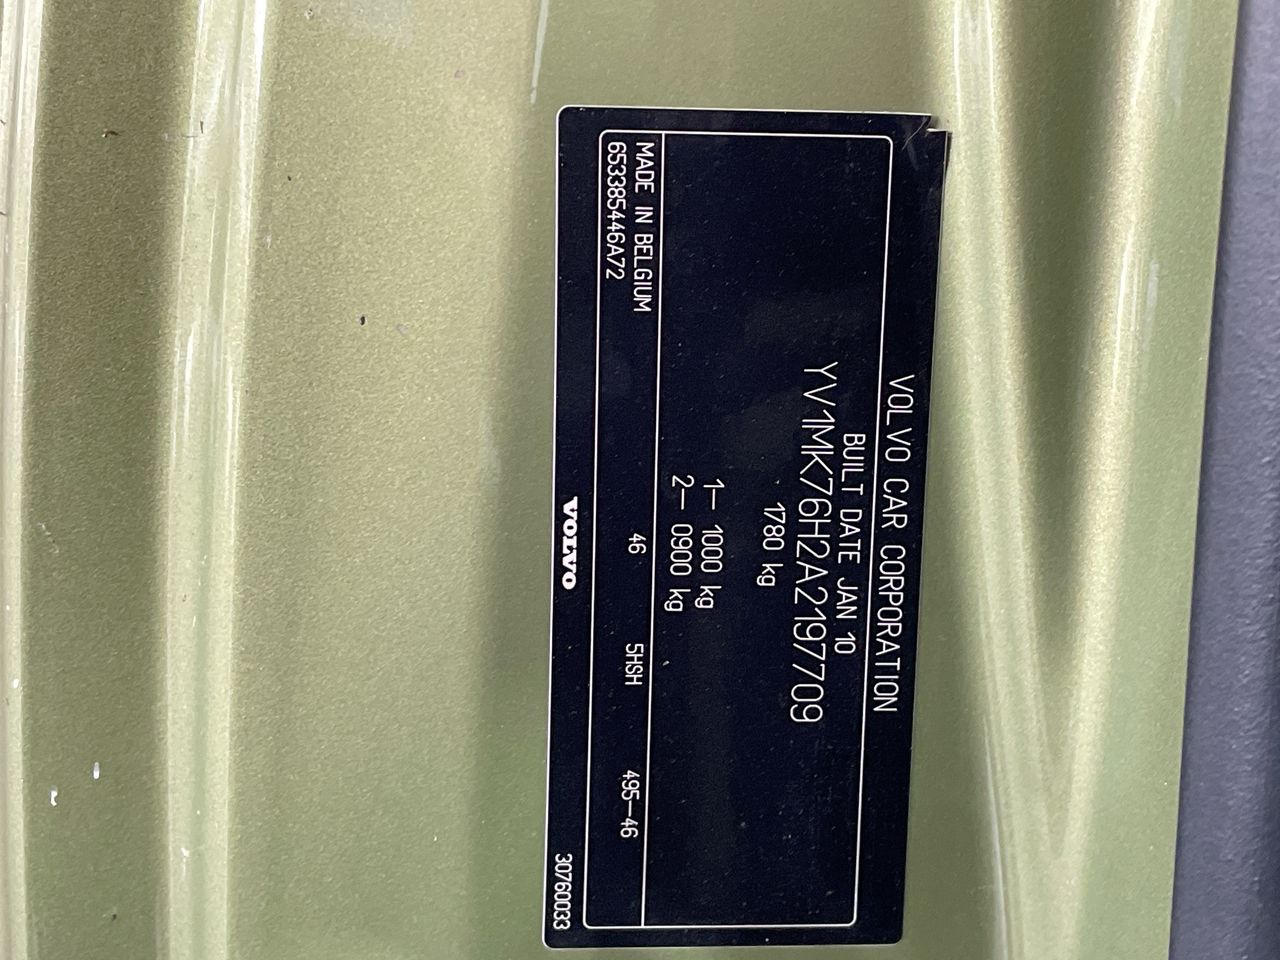 VOLVO CAR CORPORATION
BUILT DATE JAN 10
YV1MK76H2A2197709
1780 kg
1— 1000 kg
2— 0900 kg
MADE IN BELGIUM 46 5HSH 495—46
653385446A72
VOLVO 30760033